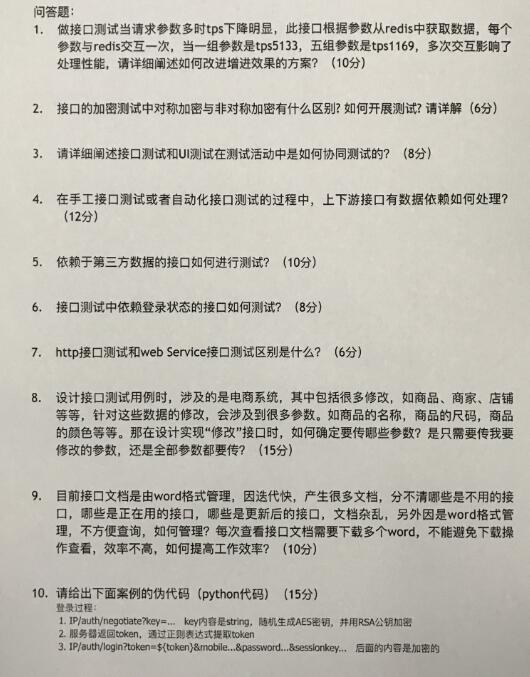 问答题：
1. 做接口测试当请求参数多时tps下降明显，此接口根据参数从redis中获取数据，每个
参数与redis交互一次，当一组参数是tps5133，五组参数是tps1169，多次交互影响了
处理性能，请详细阐述如何改进增进效果的方案？（10分）
2. 接口的加密测试中对称加密与非对称加密有什么区别？如何开展测试？请详解（6分）
3. 请详细阐述接口测试和UI测试在测试活动中是如何协同测试的？（8分）
4. 在手工接口测试或者自动化接口测试的过程中，上下游接口有数据依赖如何处理？
（12分）
5. 依赖于第三方数据的接口如何进行测试？（10分）
6. 接口测试中依赖登录状态的接口如何测试？（8分）
7. http接口测试和web Service接口测试区别是什么？（6分）
8. 设计接口测试用例时，涉及的是电商系统，其中包括很多修改，如商品、商家、店铺
等等，针对这些数据的修改，会涉及到很多参数。如商品的名称，商品的尺码，商品
的颜色等等。那在设计实现“修改”接口时，如何确定要传哪些参数？是只需要传我要
修改的参数，还是全部参数都要传？（15分）
9. 目前接口文档是由word格式管理，因迭代快，产生很多文档，分不清哪些是不用的接
口，哪些是正在用的接口，哪些是更新后的接口，文档杂乱，另外因是word格式管
理，不方便查询，如何管理？每次查看接口文档需要下载多个word，不能避免下载操
作查看，效率不高，如何提高工作效率？（10分）
10. 请给出下面案例的伪代码（python代码）（15分）
登录过程：
1. IP/auth/negotiate?key=... key内容是string，随机生成AES密钥，并用RSA公钥加密
2. 服务器返回token，通过正则表达式提取token
3. IP/auth/login?token=${token}&mobile...&password...&sessionkey... 后面的内容是加密的